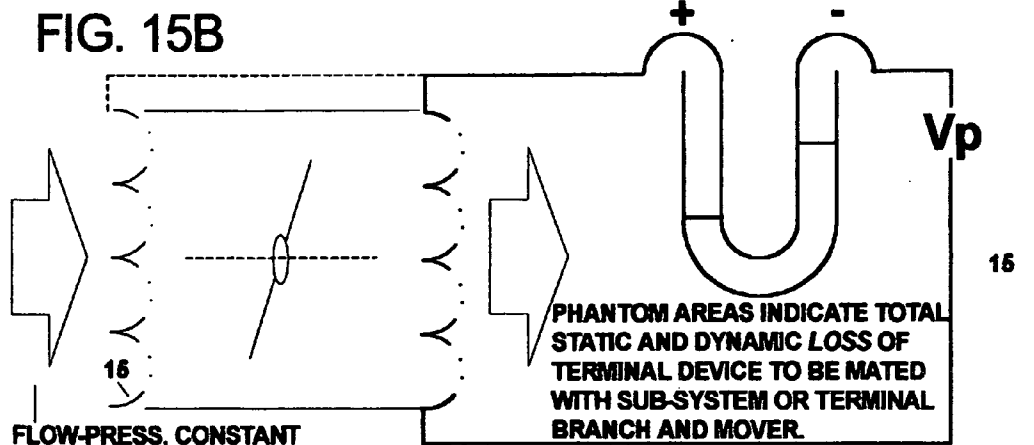 FIG. 15B
+ -
Vp
15
PHANTOM AREAS INDICATE TOTAL
STATIC AND DYNAMIC LOSS OF
TERMINAL DEVICE TO BE MATED
WITH SUB-SYSTEM OR TERMINAL
BRANCH AND MOVER.
15
FLOW-PRESS. CONSTANT